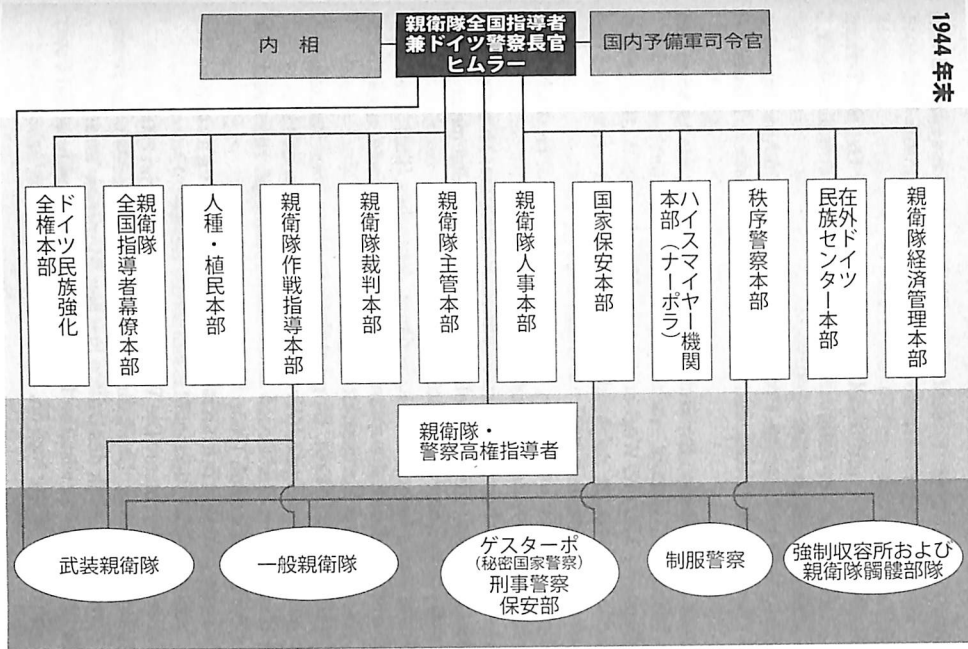 1944年末
内 相
親衛隊全国指導者
兼ドイツ警察長官
ヒムラー
国内予備軍司令官
ドイツ民族強化
全権本部
親衛隊
全国指導者幕僚本部
人種・植民本部
親衛隊作戦指導本部
親衛隊裁判本部
親衛隊主管本部
親衛隊人事本部
国家保安本部
ハイスマイヤー機関
本部（ナーポラ）
秩序警察本部
在外ドイツ
民族センター本部
親衛隊経済管理本部
親衛隊・
警察高権指導者
武装親衛隊
一般親衛隊
ゲスターポ
(秘密国家警察)
刑事警察
保安部
制服警察
強制収容所および
親衛隊髑髏部隊